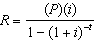 R = (P)(i) / 1 − (1 + i)^−t